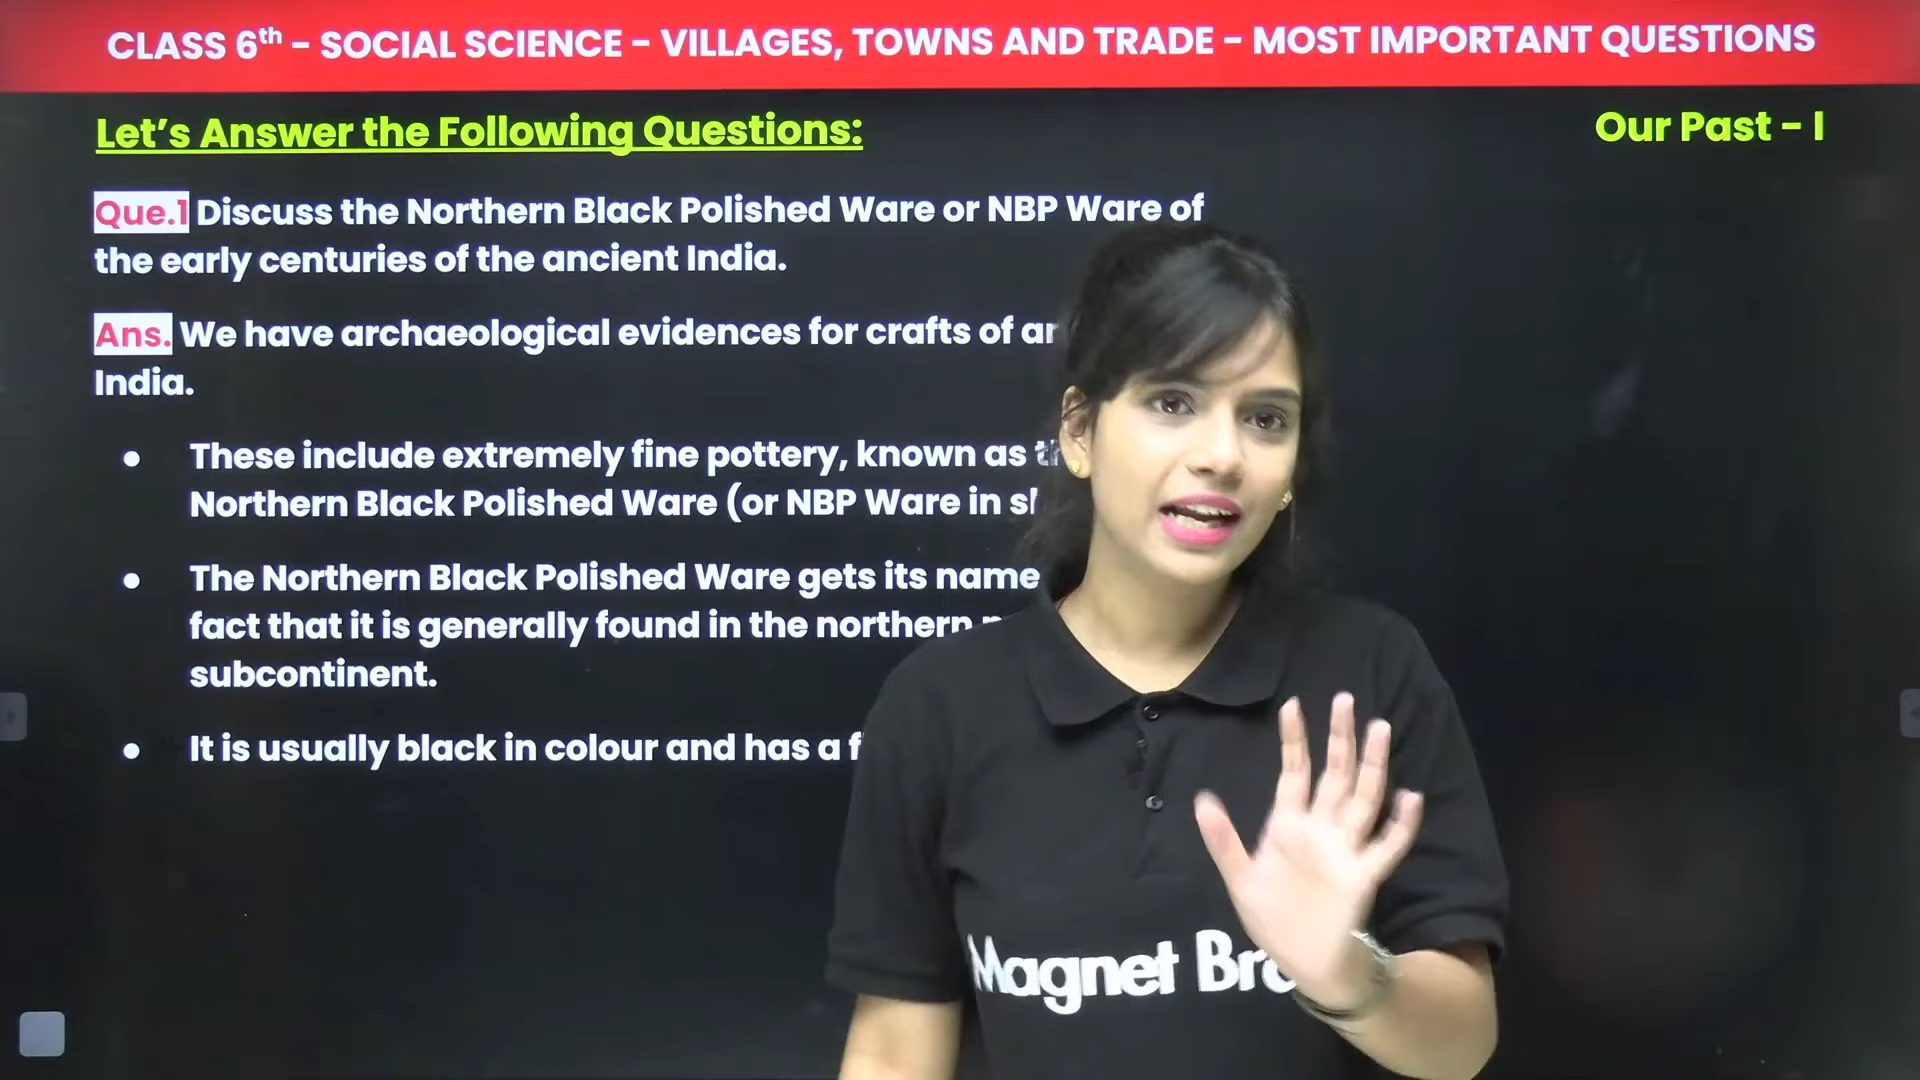 CLASS 6th - SOCIAL SCIENCE - VILLAGES, TOWNS AND TRADE - MOST IMPORTANT QUESTIONS
Let's Answer the Following Questions:
Our Past - I
Que.1 Discuss the Northern Black Polished Ware or NBP Ware of
the early centuries of the ancient India.
Ans. We have archaeological evidences for crafts of
India.
● These include extremely fine pottery, known as
Northern Black Polished Ware (or NBP Ware in
● The Northern Black Polished Ware gets its name
fact that it is generally found in the northern
subcontinent.
● It is usually black in colour and has a
Magnet